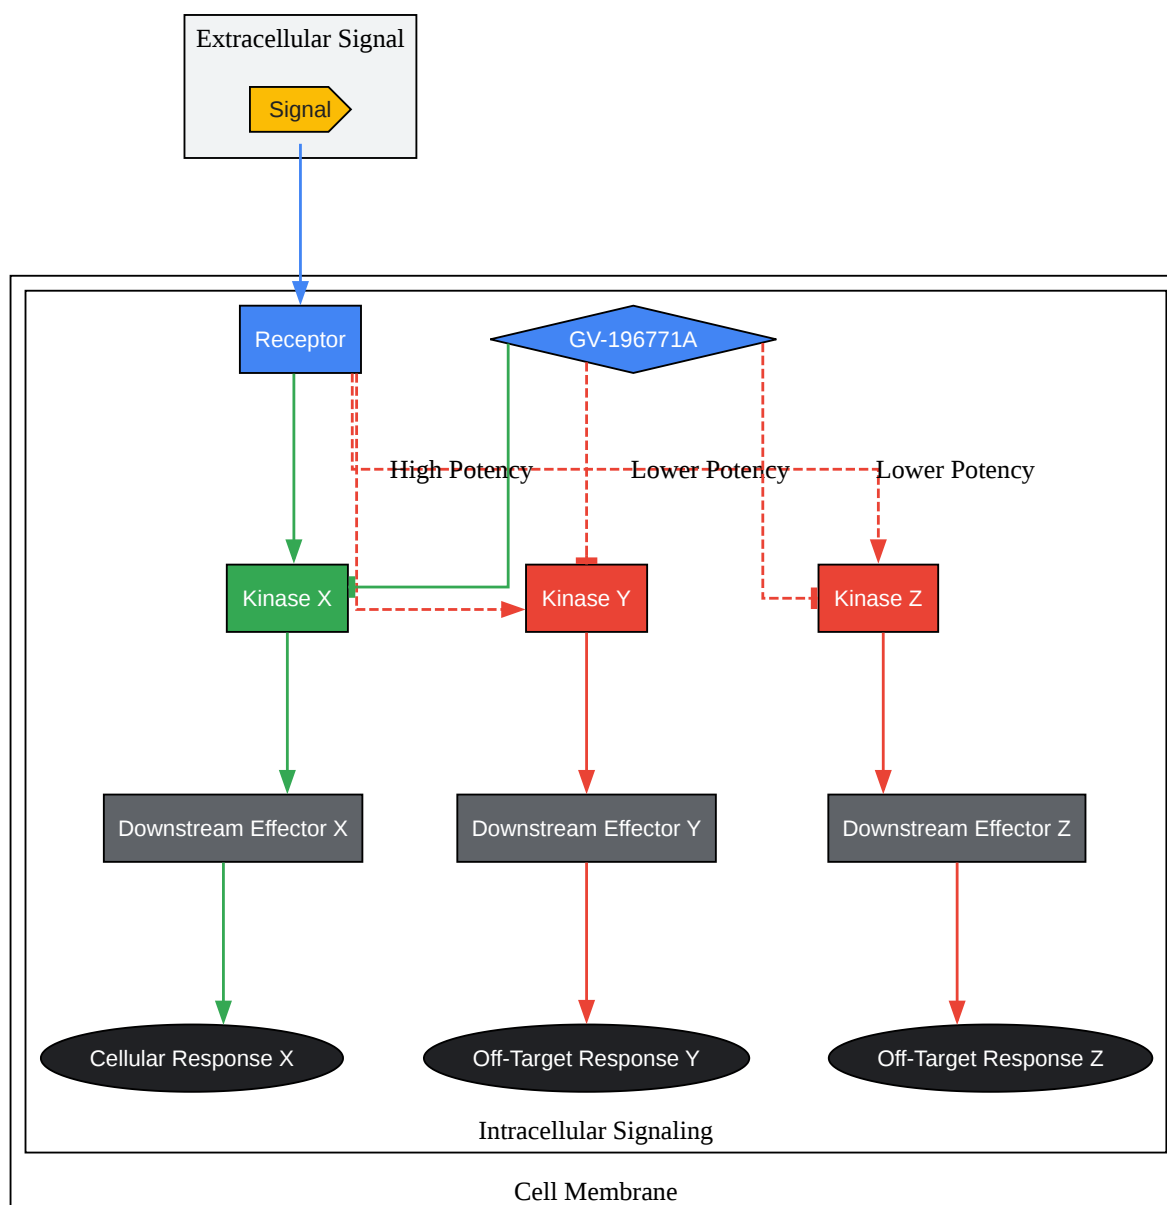 Extracellular Signal
Signal
Receptor
GV-196771A
High Potency
Lower Potency
Lower Potency
Kinase X
Kinase Y
Kinase Z
Downstream Effector X
Downstream Effector Y
Downstream Effector Z
Cellular Response X
Off-Target Response Y
Off-Target Response Z
Intracellular Signaling
Cell Membrane